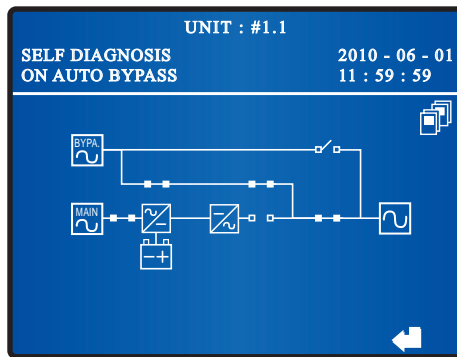 UNIT : #1.1
SELF DIAGNOSIS
2010 - 06 - 01
ON AUTO BYPASS
11 : 59 : 59
BYPA.
MAIN